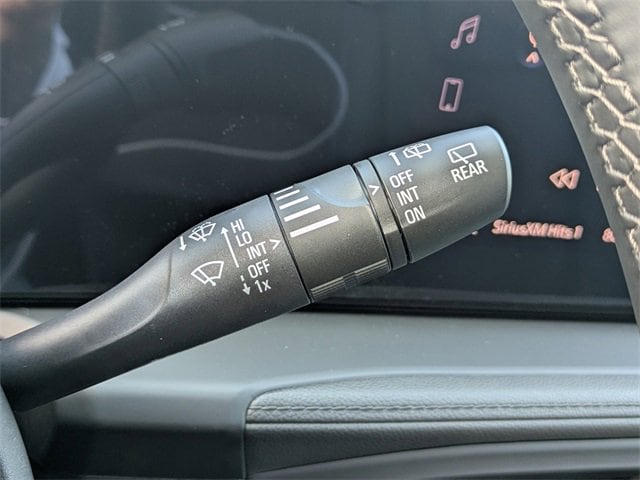 HI
LO
INT
OFF
1x
OFF
INT
ON
REAR
SiriusXM Hits 1